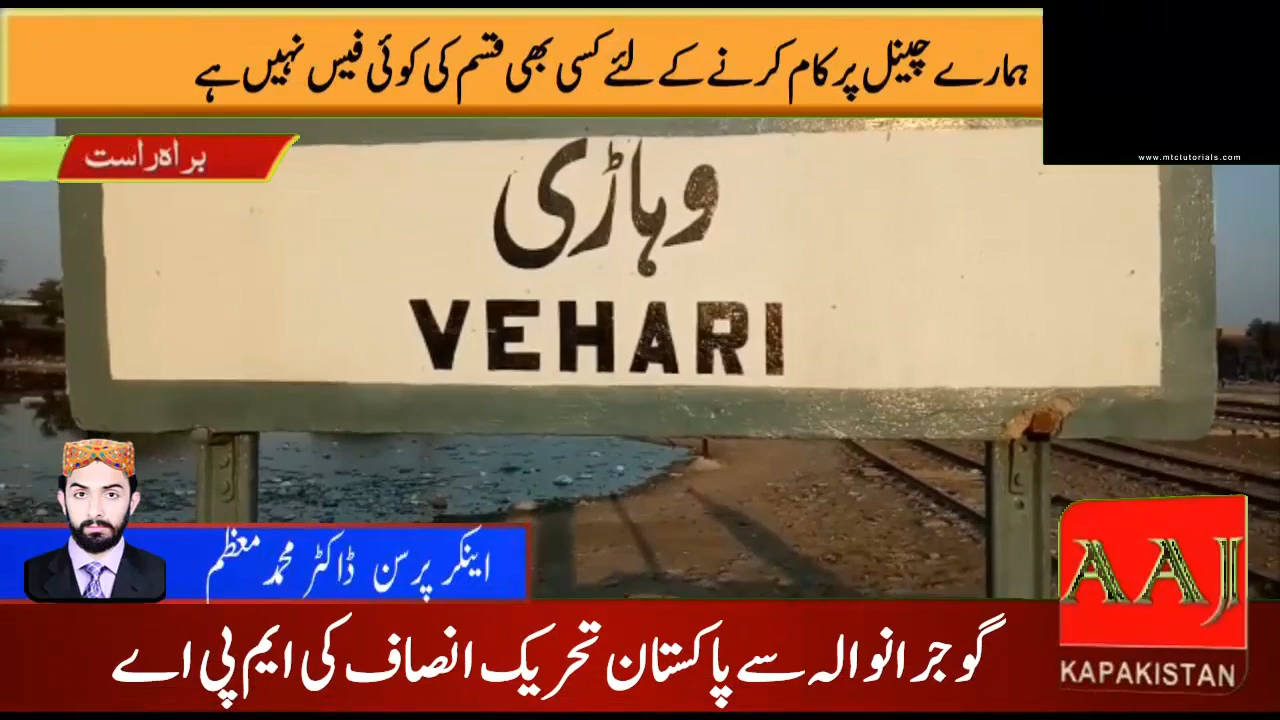 ہمارے چینل پر کام کرنے کے لئے کسی بھی قسم کی کوئی فیس نہیں ہے
www.mtctutorials.com
براہ راست
وہاڑی
VEHARI
اینکر پرسن ڈاکٹر محمد معظم
AAJ
KAPAKISTAN
گوجرانوالہ سے پاکستان تحریک انصاف کی ایم پی اے